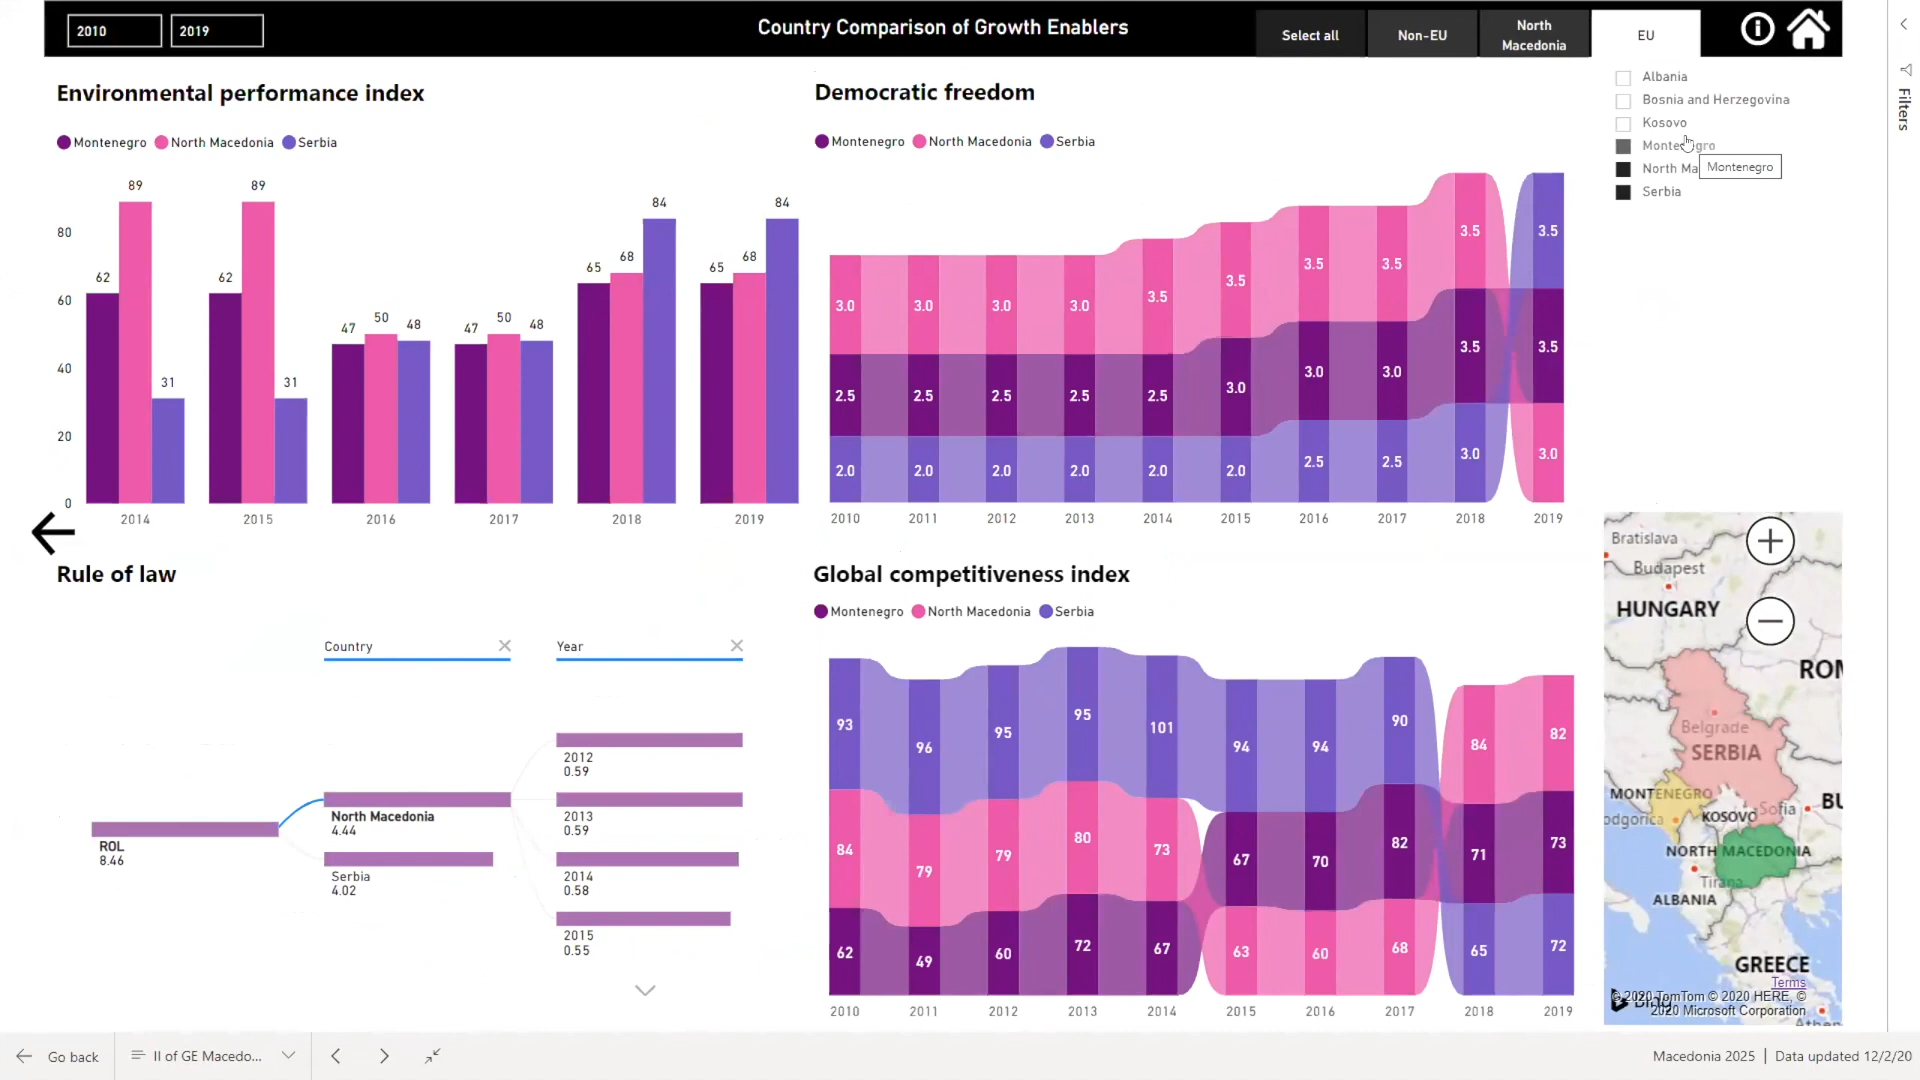 2010
2019
Country Comparison of Growth Enablers
Select all
Non-EU
North
Macedonia
EU
Filters
Albania
Bosnia and Herzegovina
Kosovo
Montenegro
North Ma
Serbia
Montenegro
Environmental performance index
Montenegro North Macedonia Serbia
80
60
40
20
0
62 89 31
62 89 31
47 50 48
47 50 48
65 68 84
65 68 84
2014 2015 2016 2017 2018 2019
Democratic freedom
Montenegro North Macedonia Serbia
3.0 3.0 3.0 3.0 3.5 3.5 3.5 3.5 3.5 3.5
2.5 2.5 2.5 2.5 2.5 3.0 3.0 3.0 3.5 3.5
2.0 2.0 2.0 2.0 2.0 2.0 2.5 2.5 3.0 3.0
2010 2011 2012 2013 2014 2015 2016 2017 2018 2019
Rule of law
Country
Year
ROL
8.46
North Macedonia
4.44
Serbia
4.02
2012
0.59
2013
0.59
2014
0.58
2015
0.55
Global competitiveness index
Montenegro North Macedonia Serbia
93 96 95 95 101 94 94 90 84 82
84 79 79 80 73 67 70 82 71 73
62 49 60 72 67 63 60 68 65 72
2010 2011 2012 2013 2014 2015 2016 2017 2018 2019
Bratislava
Budapest
HUNGARY
ROM
Belgrade
SERBIA
MONTENEGRO
Sofia
BU
odgorica
KOSOVO
NORTH MACEDONIA
Tirana
ALBANIA
GREECE
Terms
© 2020 TomTom © 2020 HERE, ©
2020 Microsoft Corporation
Bing
Athen
Go back
II of GE Macedo...
Macedonia 2025 | Data updated 12/2/20